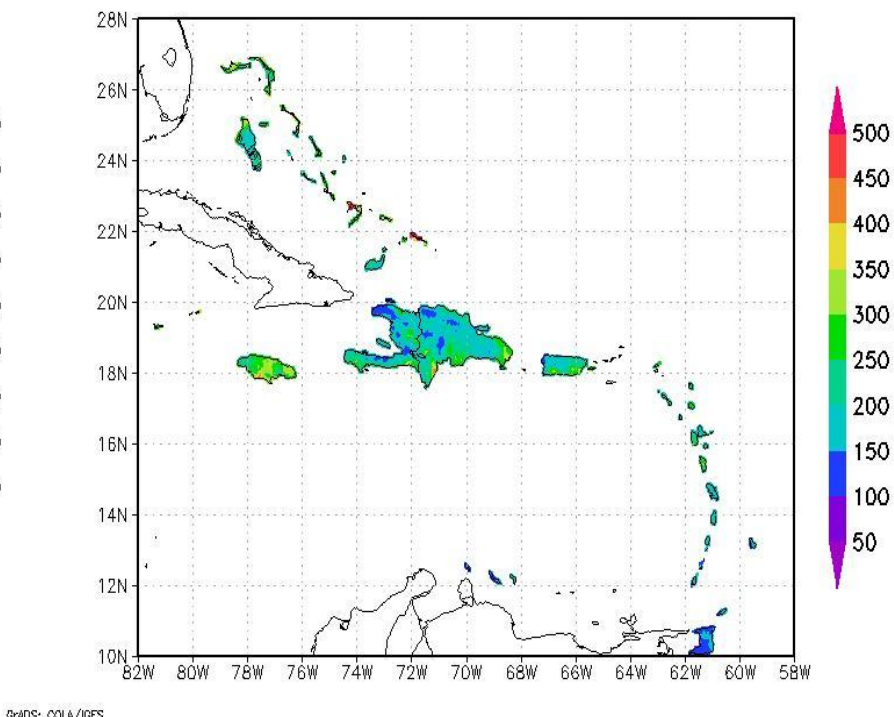 28N
26N
24N
22N
20N
18N
16N
14N
12N
10N
82W 80W 78W 76W 74W 72W 70W 68W 66W 64W 62W 60W 58W
500
450
400
350
300
250
200
150
100
50
GrADS: COLA/IGES